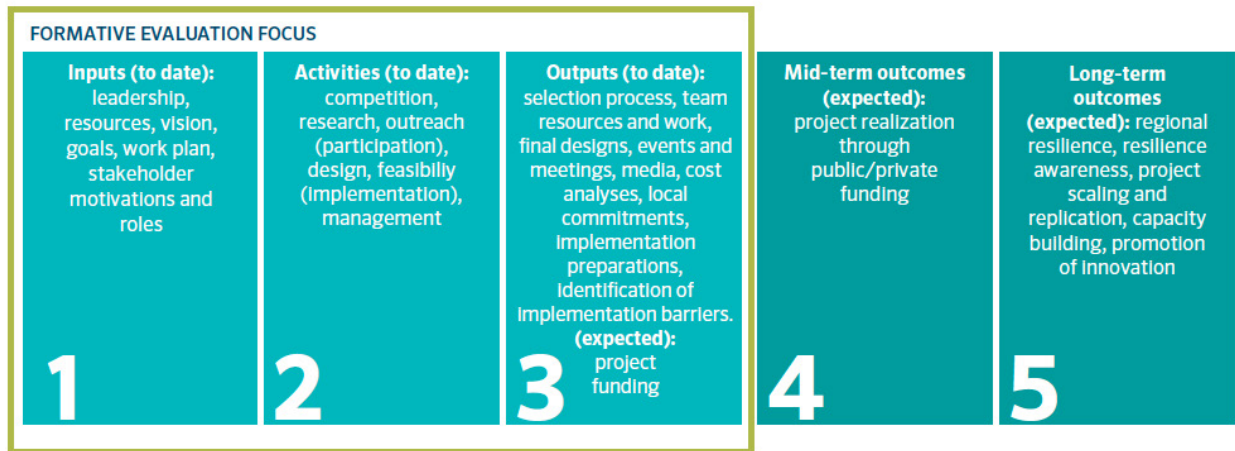 FORMATIVE EVALUATION FOCUS
Inputs (to date):
leadership,
resources, vision,
goals, work plan,
stakeholder
motivations and
roles
1
Activities (to date):
competition,
research, outreach
(participation),
design, feasibiliy
(implementation),
management
2
Outputs (to date):
selection process, team
resources and work,
final designs, events and
meetings, media, cost
analyses, local
commitments,
implementation
preparations,
identification of
implementation barriers.
(expected):
project
funding
3
Mid-term outcomes
(expected):
project realization
through
public/private
funding
4
Long-term
outcomes
(expected): regional
resilience, resilience
awareness, project
scaling and
replication, capacity
building, promotion
of innovation
5